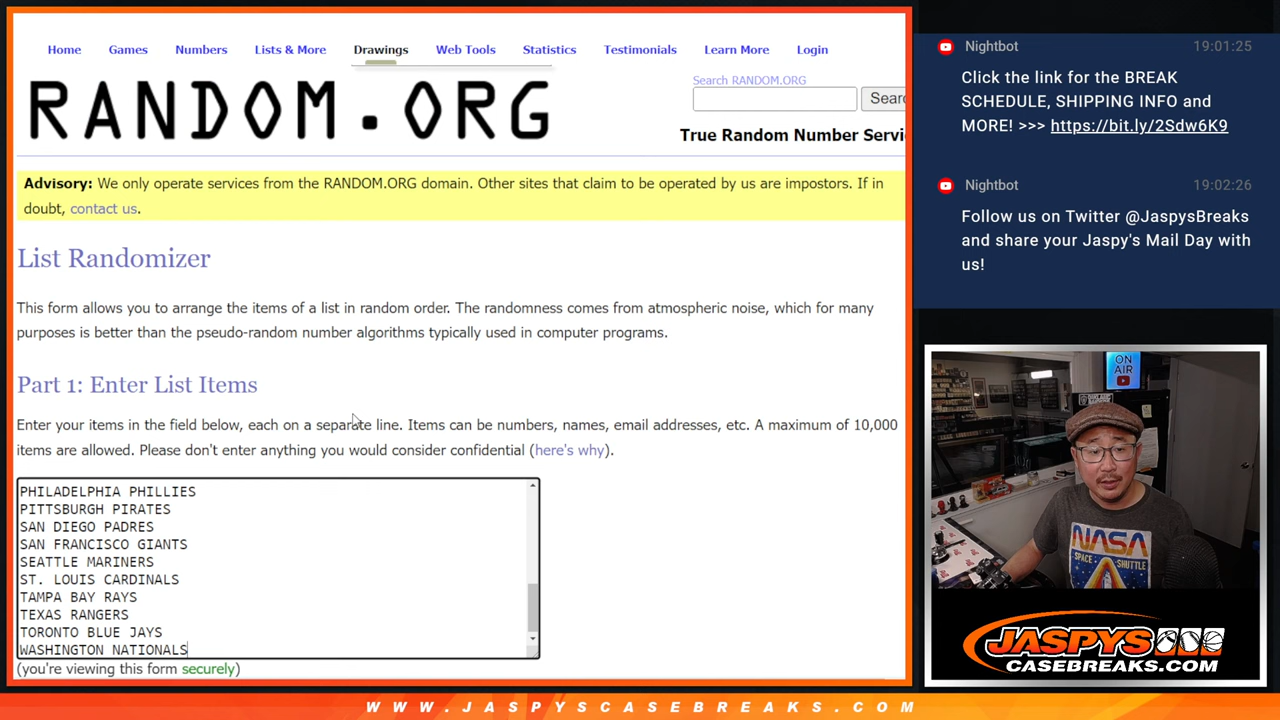 Home Games Numbers Lists & More Drawings Web Tools Statistics Testimonials Learn More Login
RANDOM.ORG
Search RANDOM.ORG
Searc
True Random Number Servi
Advisory: We only operate services from the RANDOM.ORG domain. Other sites that claim to be operated by us are impostors. If in
doubt, contact us.
List Randomizer
This form allows you to arrange the items of a list in random order. The randomness comes from atmospheric noise, which for many
purposes is better than the pseudo-random number algorithms typically used in computer programs.
Part 1: Enter List Items
Enter your items in the field below, each on a separate line. Items can be numbers, names, email addresses, etc. A maximum of 10,000
items are allowed. Please don't enter anything you would consider confidential (here's why).
PHILADELPHIA PHILLIES
PITTSBURGH PIRATES
SAN DIEGO PADRES
SAN FRANCISCO GIANTS
SEATTLE MARINERS
ST. LOUIS CARDINALS
TAMPA BAY RAYS
TEXAS RANGERS
TORONTO BLUE JAYS
WASHINGTON NATIONALS
(you're viewing this form securely)
Nightbot 19:01:25
Click the link for the BREAK
SCHEDULE, SHIPPING INFO and
MORE! >>> https://bit.ly/2Sdw6K9
Nightbot 19:02:26
Follow us on Twitter @JaspysBreaks
and share your Jaspy's Mail Day with
us!
ON
AIR
NASA
SPACE SHUTTLE
JASPYS
CASEBREAKS.COM
WWW.JASPYSCASEBREAKS.COM